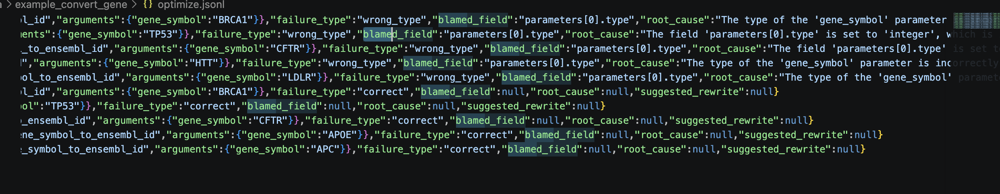 a > example_convert_gene > {} optimize.jsonl
ol_id","arguments":{"gene_symbol":"BRCA1"}},"failure_type":"wrong_type","blamed_field":"parameters[0].type","root_cause":"The type of the 'gene_symbol' parameter
ments":{"gene_symbol":"TP53"}},"failure_type":"wrong_type","blamed_field":"parameters[0].type","root_cause":"The field 'parameters[0].type' is set to 'integer', which is
_to_ensembl_id","arguments":{"gene_symbol":"CFTR"}},"failure_type":"wrong_type","blamed_field":"parameters[0].type","root_cause":"The field 'parameters[0].type' is set to
","arguments":{"gene_symbol":"HTT"}},"failure_type":"wrong_type","blamed_field":"parameters[0].type","root_cause":"The type of the 'gene_symbol' parameter is incorrectly
ol_to_ensembl_id","arguments":{"gene_symbol":"LDLR"}},"failure_type":"wrong_type","blamed_field":"parameters[0].type","root_cause":"The type of the 'gene_symbol'
ol_id","arguments":{"gene_symbol":"BRCA1"}},"failure_type":"correct","blamed_field":null,"root_cause":null,"suggested_rewrite":null}
ol":"TP53"}},"failure_type":"correct","blamed_field":null,"root_cause":null,"suggested_rewrite":null}
_ensembl_id","arguments":{"gene_symbol":"CFTR"}},"failure_type":"correct","blamed_field":null,"root_cause":null,"suggested_rewrite":null}
ene_symbol_to_ensembl_id","arguments":{"gene_symbol":"APOE"}},"failure_type":"correct","blamed_field":null,"root_cause":null,"suggested_rewrite":null}
_symbol_to_ensembl_id","arguments":{"gene_symbol":"APC"}},"failure_type":"correct","blamed_field":null,"root_cause":null,"suggested_rewrite":null}